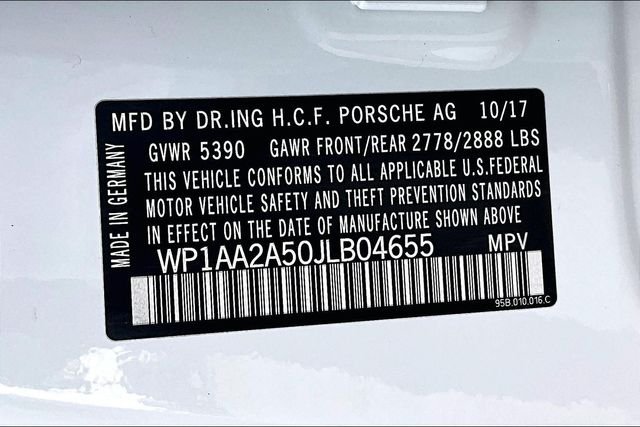 MFD BY DR.ING H.C.F. PORSCHE AG 10/17
GVWR 5390 GAWR FRONT/REAR 2778/2888 LBS
THIS VEHICLE CONFORMS TO ALL APPLICABLE U.S.FEDERAL
MOTOR VEHICLE SAFETY AND THEFT PREVENTION STANDARDS
IN EFFECT ON THE DATE OF MANUFACTURE SHOWN ABOVE
WP1AA2A50JLB04655 MPV
95B.010.016.C
MADE IN GERMANY